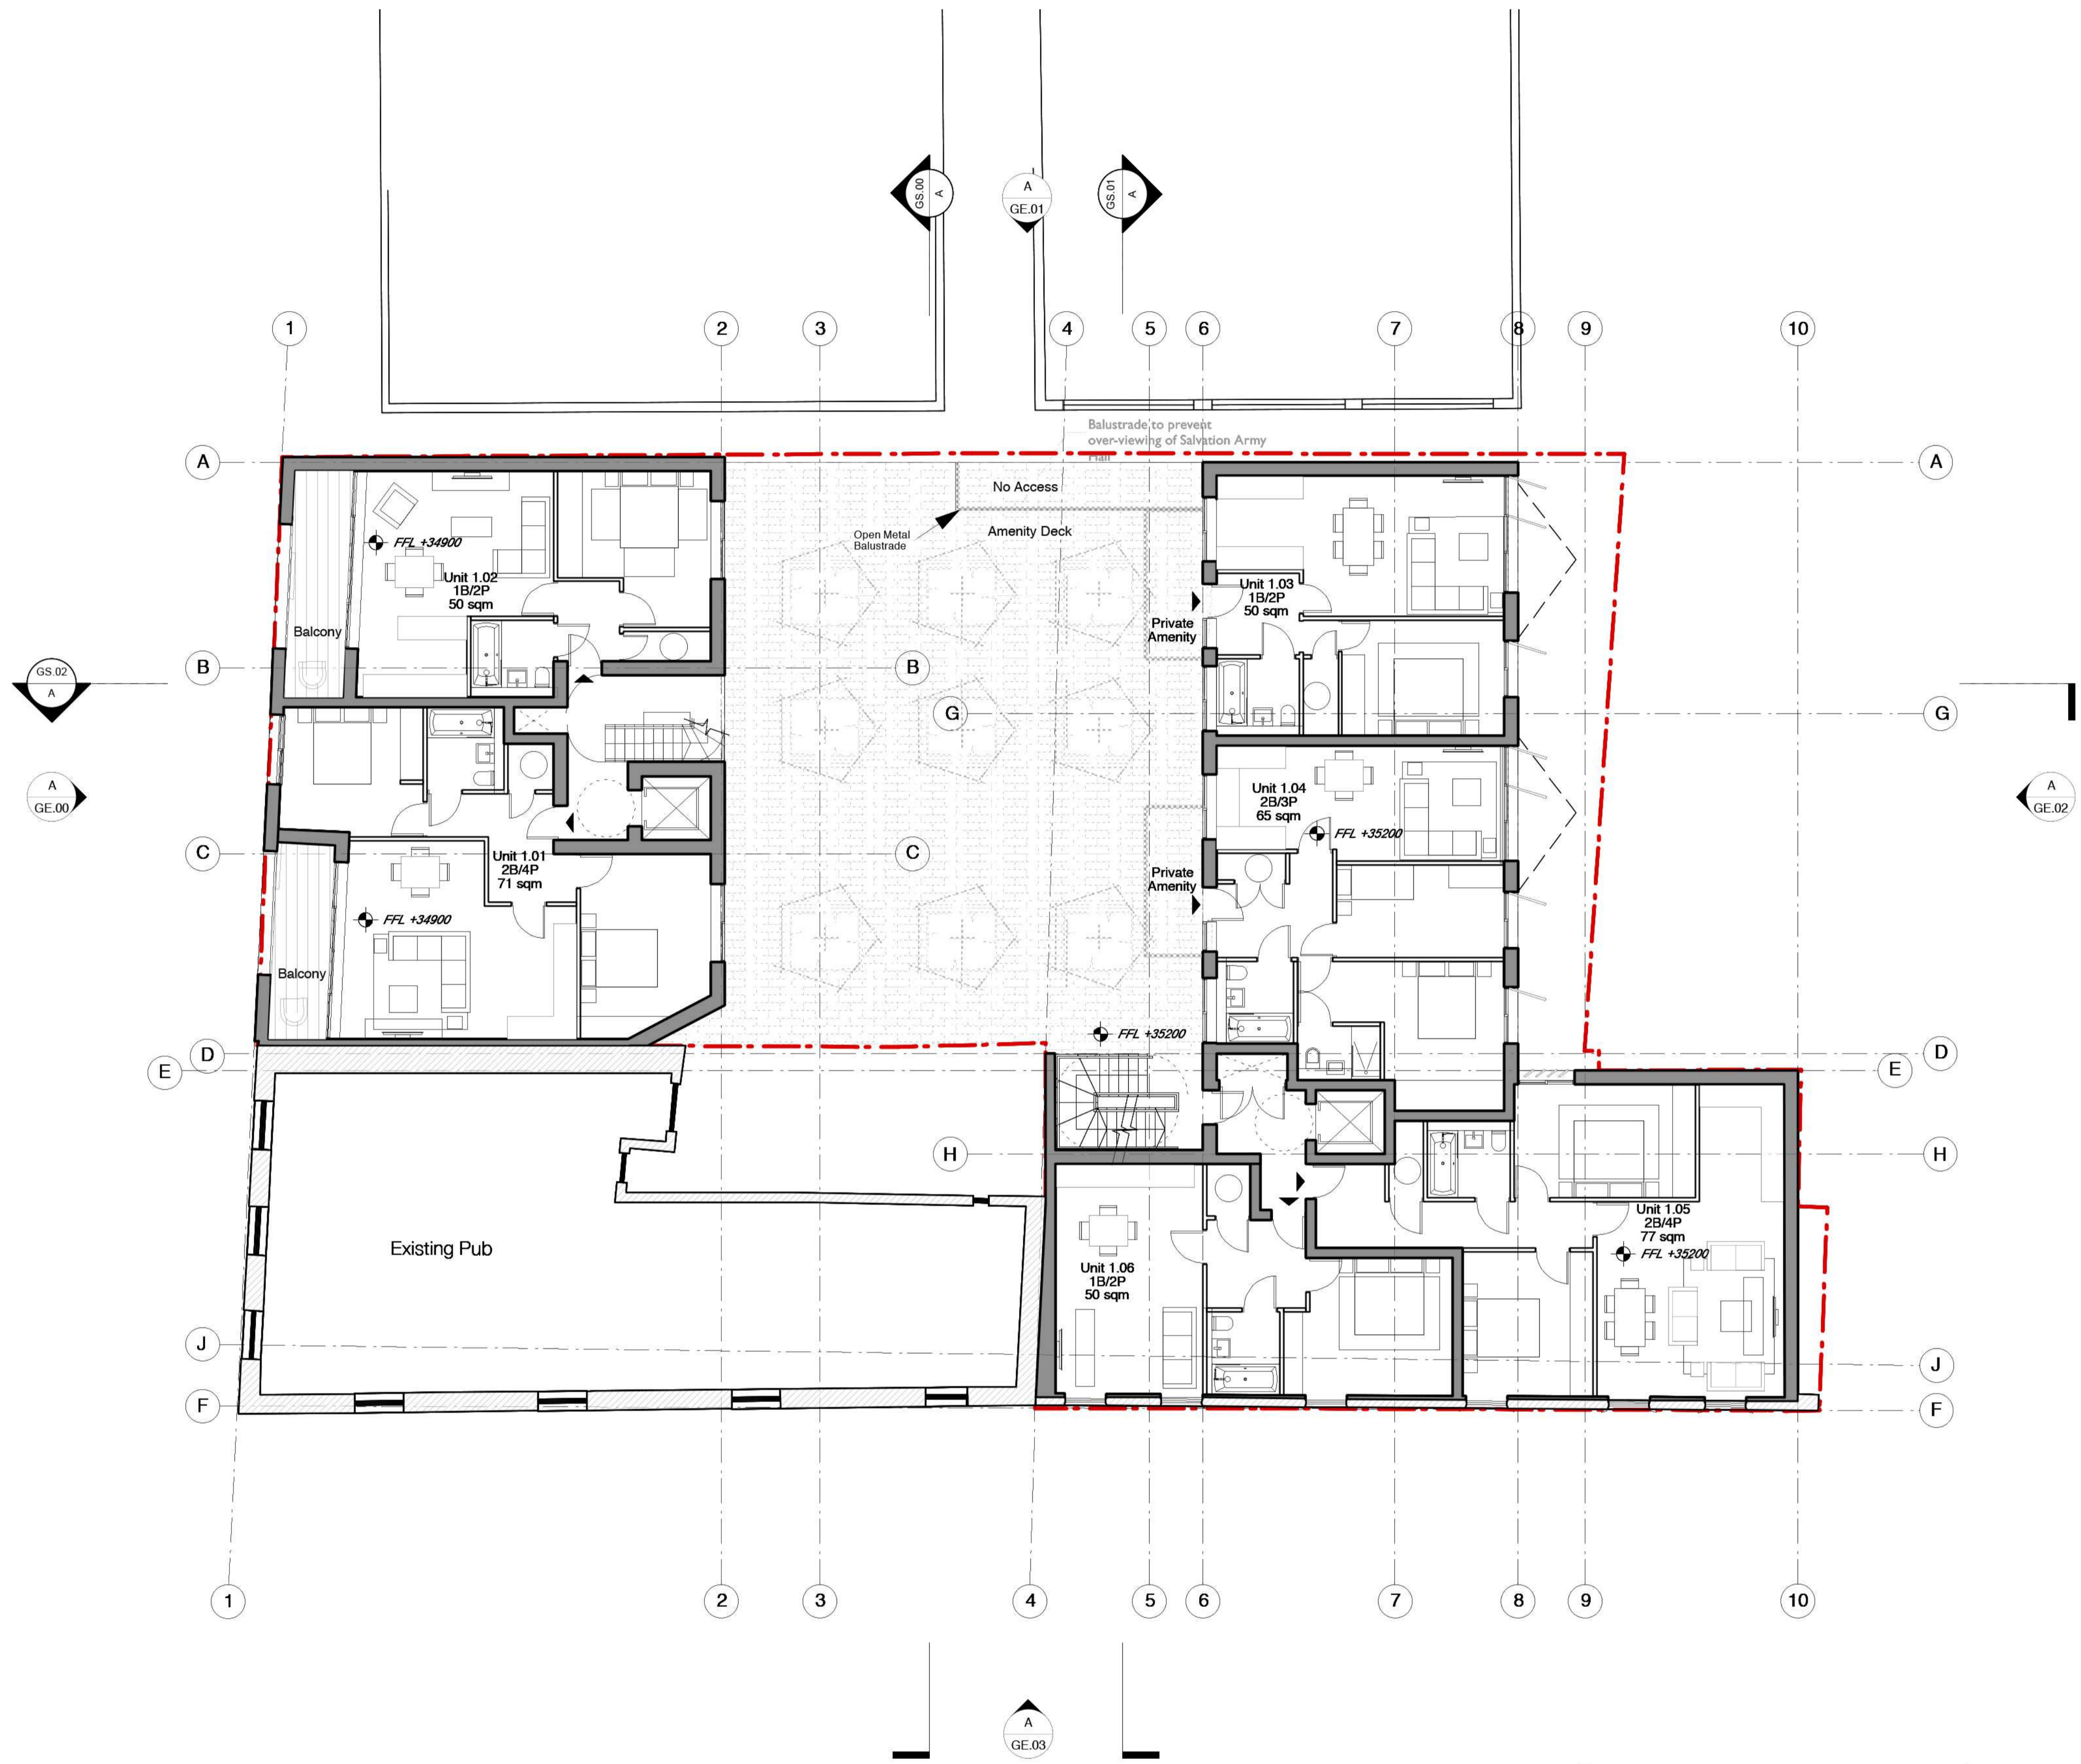 GS.00
A
A
GE.01
GS.01
A
1
2
3
4
5
6
7
8
9
10
Balustrade to prevent
over-viewing of Salvation Army
Hall
A
A
No Access
Open Metal
Balustrade
Amenity Deck
FFL +34900
Unit 1.02
1B/2P
50 sqm
Balcony
Unit 1.03
1B/2P
50 sqm
Private
Amenity
GS.02
A
B
B
G
G
A
GE.00
Unit 1.04
2B/3P
65 sqm
FFL +35200
A
GE.02
C
C
Unit 1.01
2B/4P
71 sqm
FFL +34900
Private
Amenity
Balcony
FFL +35200
D
D
E
E
H
H
Unit 1.05
2B/4P
77 sqm
FFL +35200
Existing Pub
Unit 1.06
1B/2P
50 sqm
J
J
F
F
1
2
3
4
5
6
7
8
9
10
A
GE.03